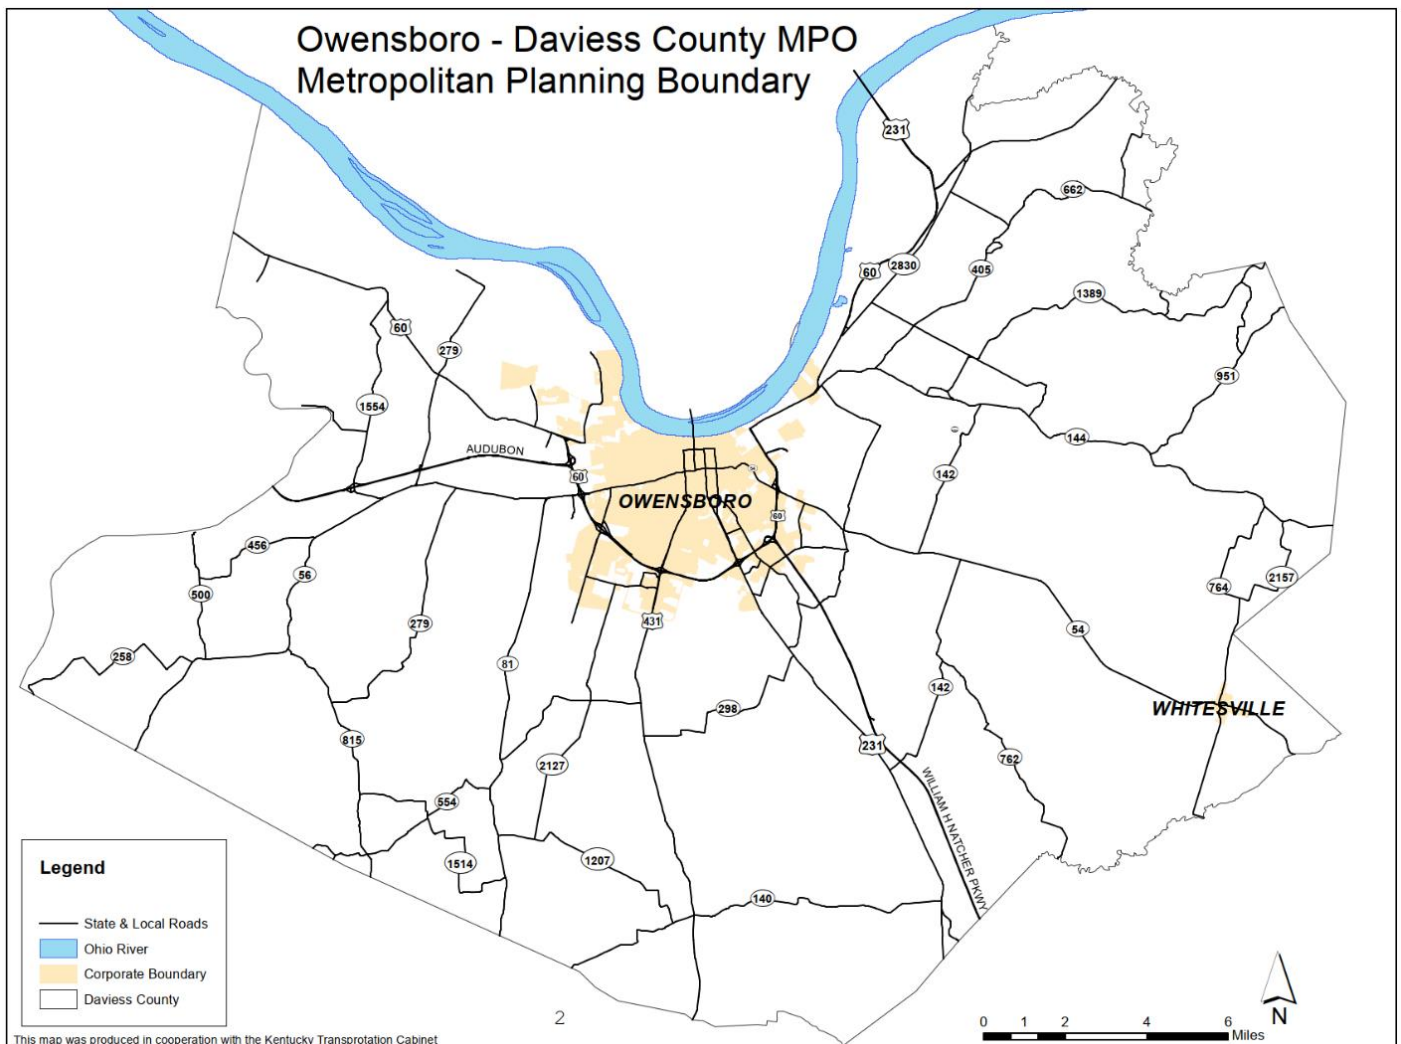 Owensboro - Daviess County MPO
Metropolitan Planning Boundary
231
662
60
2830
405
1389
60
279
951
1554
144
AUDUBON
142
60
OWENSBORO
60
456
56
764
2157
500
431
279
54
258
81
142
298
WHITESVILLE
815
231
762
2127
WILLIAM H NATCHER PKWY
554
1514
1207
140
Legend
State & Local Roads
Ohio River
Corporate Boundary
Daviess County
2
N
0 1 2 4 6
Miles
This map was produced in cooperation with the Kentucky Transprotation Cabinet